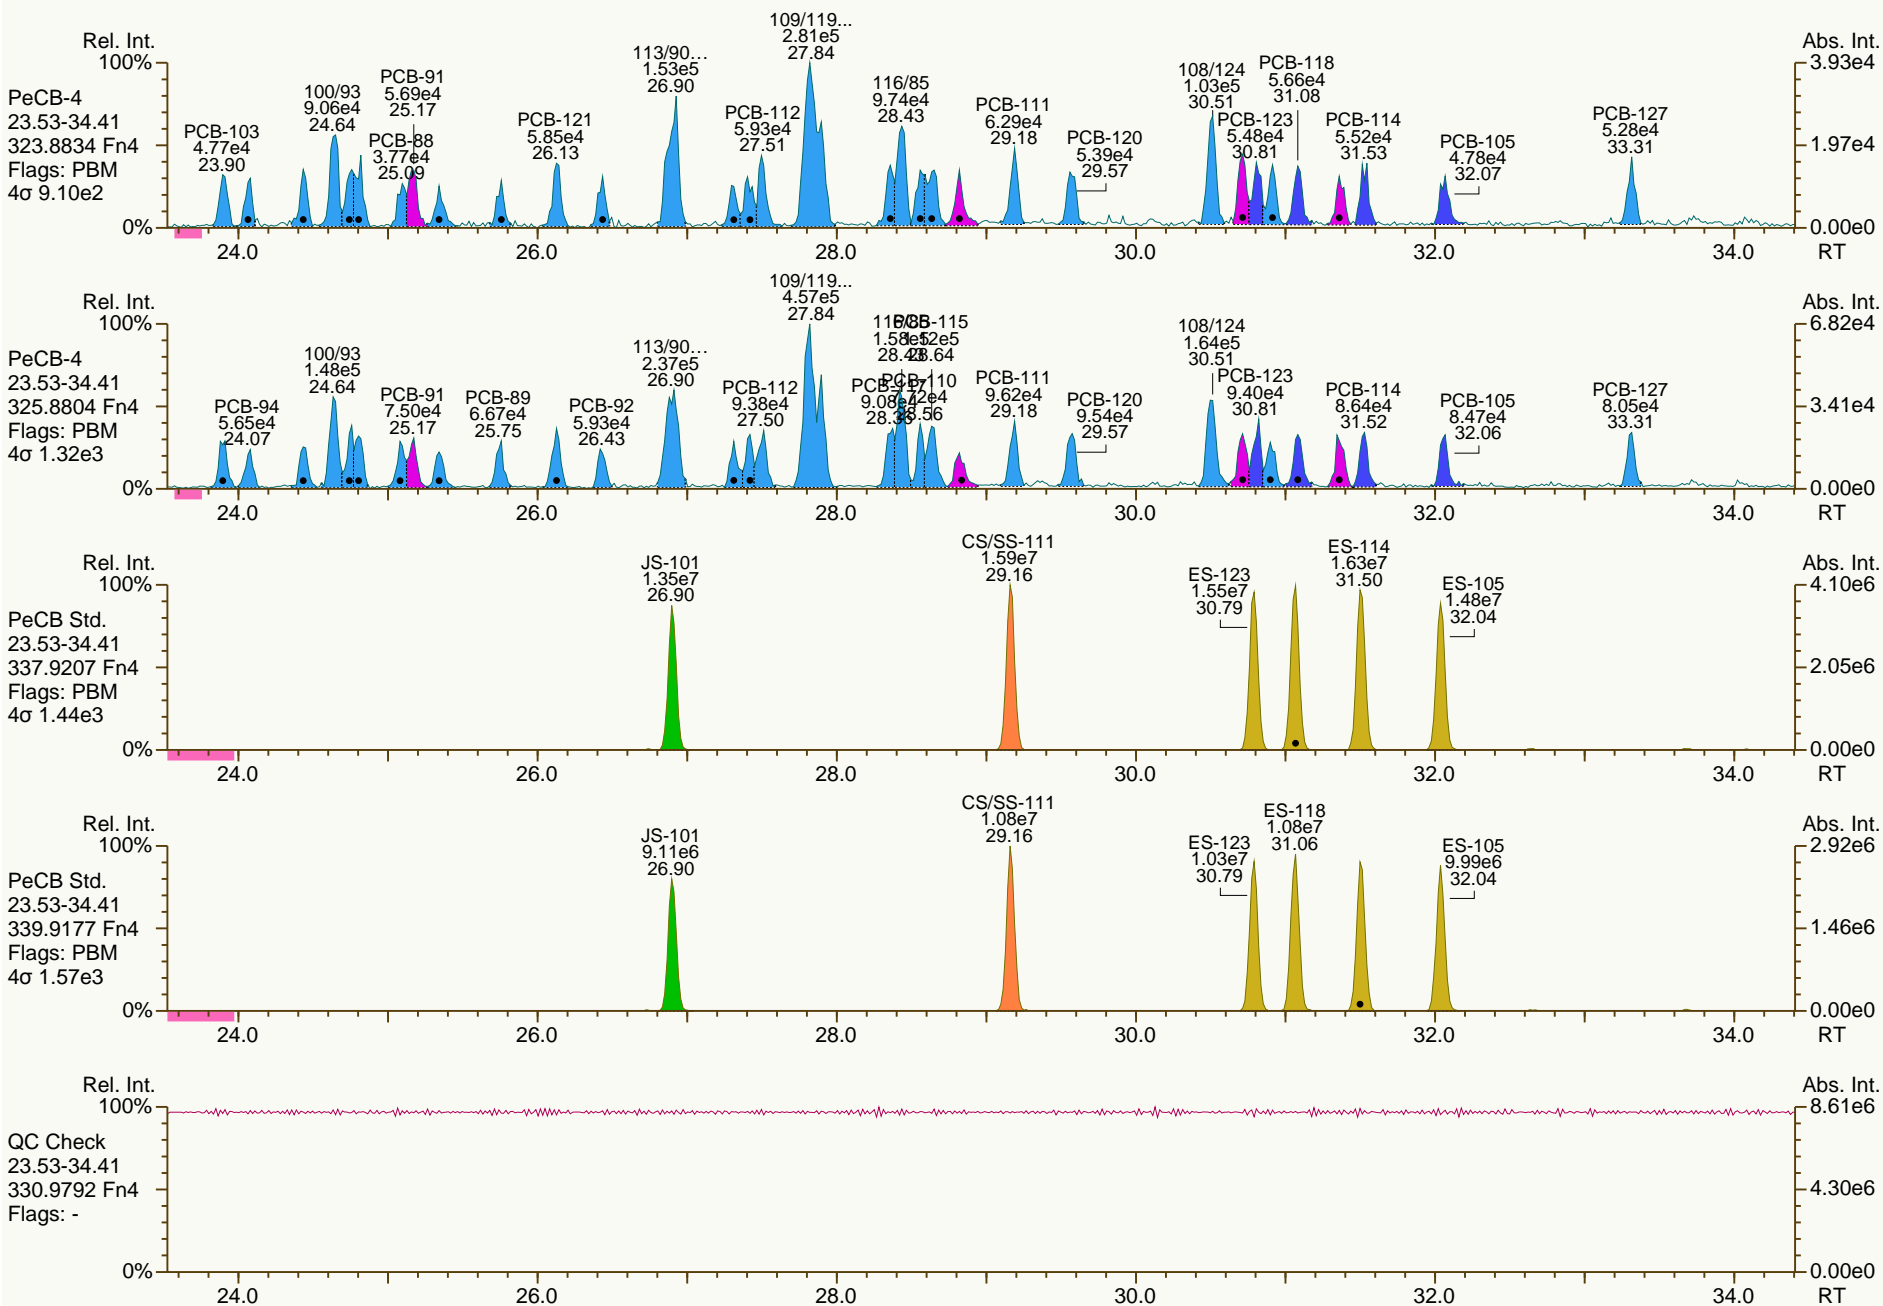 Rel. Int.
Abs. Int.
100%
0%
3.93e4
1.97e4
0.00e0
PeCB-4
23.53-34.41
323.8834 Fn4
Flags: PBM
4σ 9.10e2
PCB-103
4.77e4
23.90
100/93
9.06e4
24.64
PCB-91
5.69e4
25.17
PCB-88
3.77e4
25.09
PCB-121
5.85e4
26.13
113/90...
1.53e5
26.90
PCB-112
5.93e4
27.51
109/119...
2.81e5
27.84
116/85
9.74e4
28.43
PCB-111
6.29e4
29.18
PCB-120
5.39e4
29.57
108/124
1.03e5
30.51
PCB-123
5.48e4
30.81
PCB-118
5.66e4
31.08
PCB-114
5.52e4
31.53
PCB-105
4.78e4
32.07
PCB-127
5.28e4
33.31
24.0 26.0 28.0 30.0 32.0 34.0 RT
Rel. Int.
Abs. Int.
100%
0%
6.82e4
3.41e4
0.00e0
PeCB-4
23.53-34.41
325.8804 Fn4
Flags: PBM
4σ 1.32e3
PCB-94
5.65e4
24.07
100/93
1.48e5
24.64
PCB-91
7.50e4
25.17
PCB-89
6.67e4
25.75
PCB-92
5.93e4
26.43
113/90...
2.37e5
26.90
PCB-112
9.38e4
27.50
109/119...
4.57e5
27.84
PCB-115
28.64
PCB-111
9.62e4
29.18
PCB-120
9.54e4
29.57
108/124
1.64e5
30.51
PCB-123
9.40e4
30.81
PCB-114
8.64e4
31.52
PCB-105
8.47e4
32.06
PCB-127
8.05e4
33.31
24.0 26.0 28.0 30.0 32.0 34.0 RT
Rel. Int.
Abs. Int.
100%
0%
4.10e6
2.05e6
0.00e0
PeCB Std.
23.53-34.41
337.9207 Fn4
Flags: PBM
4σ 1.44e3
JS-101
1.35e7
26.90
CS/SS-111
1.59e7
29.16
ES-123
1.55e7
30.79
ES-114
1.63e7
31.50
ES-105
1.48e7
32.04
24.0 26.0 28.0 30.0 32.0 34.0 RT
Rel. Int.
Abs. Int.
100%
0%
2.92e6
1.46e6
0.00e0
PeCB Std.
23.53-34.41
339.9177 Fn4
Flags: PBM
4σ 1.57e3
JS-101
9.11e6
26.90
CS/SS-111
1.08e7
29.16
ES-123
1.03e7
30.79
ES-118
1.08e7
31.06
ES-105
9.99e6
32.04
24.0 26.0 28.0 30.0 32.0 34.0 RT
Rel. Int.
Abs. Int.
100%
0%
8.61e6
4.30e6
0.00e0
QC Check
23.53-34.41
330.9792 Fn4
Flags: -
24.0 26.0 28.0 30.0 32.0 34.0 RT